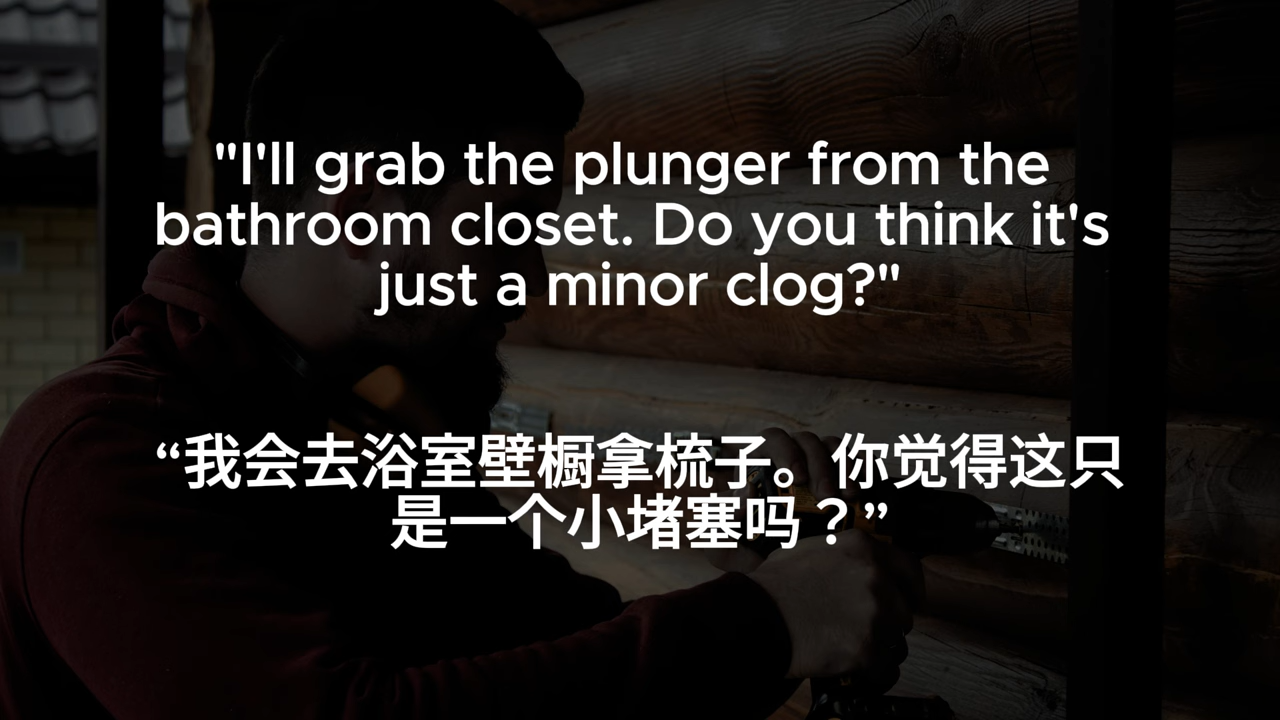 "I'll grab the plunger from the
bathroom closet. Do you think it's
just a minor clog?"
“我会去浴室壁橱拿梳子。你觉得这只
是一个小堵塞吗？”